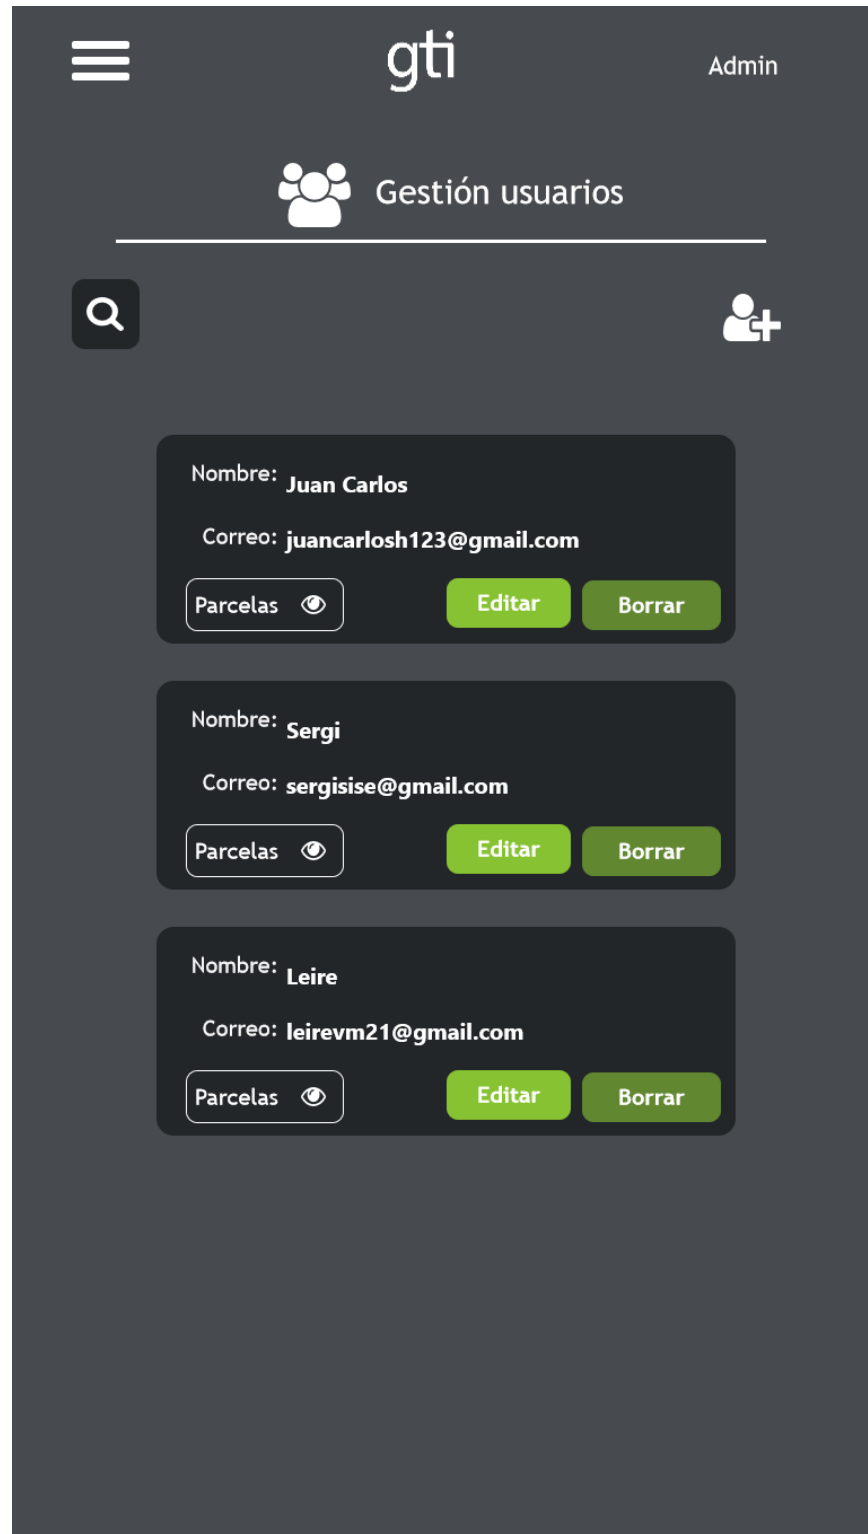 gti
Admin
Gestión usuarios
Nombre: Juan Carlos
Correo: juancarlosh123@gmail.com
Parcelas Editar Borrar
Nombre: Sergi
Correo: sergisise@gmail.com
Parcelas Editar Borrar
Nombre: Leire
Correo: leirevm21@gmail.com
Parcelas Editar Borrar